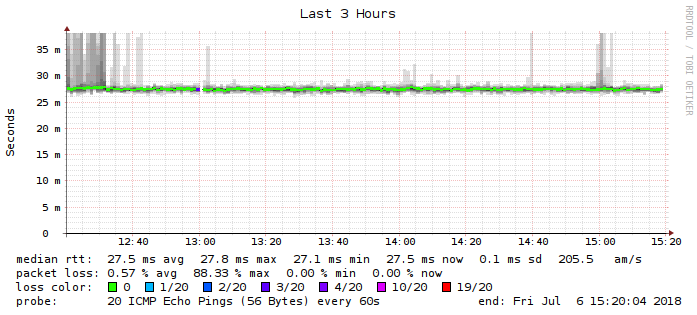 Last 3 Hours
RRDTOOL / TOBI OETIKER
Seconds
35 m
30 m
25 m
20 m
15 m
10 m
5 m
0
12:40 13:00 13:20 13:40 14:00 14:20 14:40 15:00 15:20
median rtt: 27.5 ms avg 27.8 ms max 27.1 ms min 27.5 ms now 0.1 ms sd 205.5 am/s
packet loss: 0.57 % avg 88.33 % max 0.00 % min 0.00 % now
loss color: 0 1/20 2/20 3/20 4/20 10/20 19/20
probe: 20 ICMP Echo Pings (56 Bytes) every 60s end: Fri Jul 6 15:20:04 2018